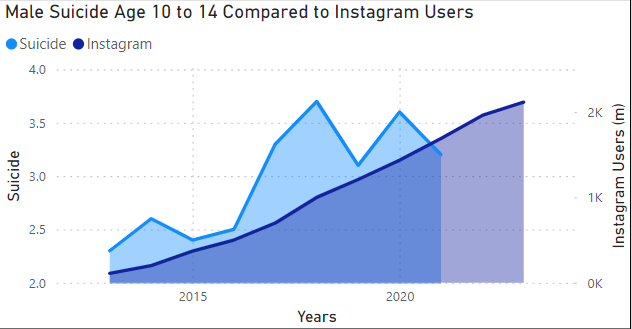 Male Suicide Age 10 to 14 Compared to Instagram Users
Suicide Instagram
4.0
3.5
3.0
2.5
2.0
Suicide
2K
1K
0K
Instagram Users (m)
2015 2020
Years